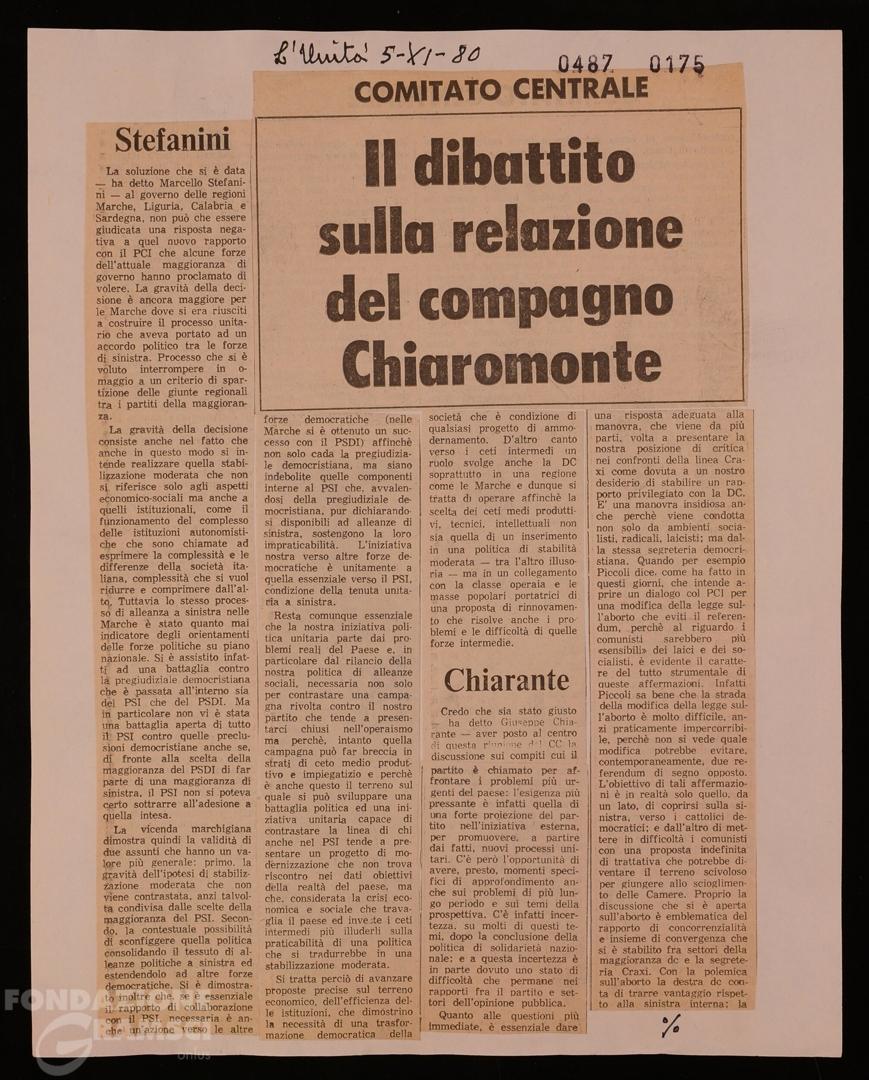 L'Unità 5-XI-80
0487 0175
COMITATO CENTRALE
Il dibattito
sulla relazione
del compagno
Chiaromonte
Stefanini
La soluzione che si è data
— ha detto Marcello Stefani-
ni — al governo delle regioni
Marche, Liguria, Calabria e
Sardegna, non può che essere
giudicata una risposta nega-
tiva a quel nuovo rapporto
con il PCI che alcune forze
dell'attuale maggioranza di
governo hanno proclamato di
volere. La gravità della deci-
sione è ancora maggiore per
le Marche dove si era riusciti
a costruire il processo unita-
rio che aveva portato ad un
accordo politico tra le forze
di sinistra. Processo che si è
voluto interrompere in o-
maggio a un criterio di spar-
tizione delle giunte regionali
tra i partiti della maggioran-
za.
La gravità della decisione
consiste anche nel fatto che
anche in questo modo si in-
tende realizzare quella stabi-
lizzazione moderata che non
si riferisce solo agli aspetti
economico-sociali ma anche a
quelli istituzionali, come il
funzionamento del complesso
delle istituzioni autonomisti-
che che sono chiamate ad
esprimere la complessità e le
differenze della società ita-
liana, complessità che si vuol
ridurre e comprimere dall'al-
to. Tuttavia lo stesso proces-
so di alleanza a sinistra nelle
Marche è stato quanto mai
indicatore degli orientamenti
delle forze politiche su piano
nazionale. Si è assistito infat-
ti ad una battaglia contro
la pregiudiziale democristiana
che è passata all'interno sia
del PSI che del PSDI. Ma
in particolare non vi è stata
una battaglia aperta di tutto
il PSI contro quelle preclu-
sioni democristiane anche se,
di fronte alla scelta della
maggioranza del PSDI di far
parte di una maggioranza di
sinistra, il PSI non si poteva
certo sottrarre all'adesione a
quella intesa.
La vicenda marchigiana
dimostra quindi la validità di
due assunti che hanno un va-
lore più generale: primo, la
gravità dell'ipotesi di stabiliz-
zazione moderata che non
viene contrastata, anzi talvol-
ta condivisa dalle scelte della
maggioranza del PSI. Secon-
do, la contestuale possibilità
di sconfiggere quella politica
consolidando il tessuto di al-
leanze politiche a sinistra ed
estendendolo ad altre forze
democratiche. Si è dimostra-
to inoltre che, se è essenziale
il rapporto di collaborazione
con il PSI, necessaria è an-
che un'azione verso le altre
forze democratiche (nelle
Marche si è ottenuto un suc-
cesso con il PSDI) affinchè
non solo cada la pregiudizia-
le democristiana, ma siano
indebolite quelle componenti
interne al PSI che, avvalen-
dosi della pregiudiziale de-
mocristiana, pur dichiarando-
si disponibili ad alleanze di
sinistra, sostengono la loro
impraticabilità. L'iniziativa
nostra verso altre forze de-
mocratiche è unitamente a
quella essenziale verso il PSI,
condizione della tenuta unita-
ria a sinistra.
Resta comunque essenziale
che la nostra iniziativa poli-
tica unitaria parte dai pro-
blemi reali del Paese e, in
particolare dal rilancio della
nostra politica di alleanze
sociali, necessaria non solo
per contrastare una campa-
gna rivolta contro il nostro
partito che tende a presen-
tarci chiusi nell'operaismo
ma perchè, intanto quella
campagna può far breccia in
strati di ceto medio produt-
tivo e impiegatizio e perchè
è anche questo il terreno sul
quale si può sviluppare una
battaglia politica ed una ini-
ziativa unitaria capace di
contrastare la linea di chi
anche nel PSI tende a pre-
sentare un progetto di mo-
dernizzazione che non trova
riscontro nei dati obiettivi
della realtà del paese, ma
che, considerata la crisi eco-
nomica e sociale che trava-
glia il paese ed investe i ceti
intermedi più illuderli sulla
praticabilità di una politica
che si tradurrebbe in una
stabilizzazione moderata.
Si tratta perciò di avanzare
proposte precise sul terreno
economico, dell'efficienza del-
le istituzioni, che dimostrino
la necessità di una trasfor-
mazione democratica della
società che è condizione di
qualsiasi progetto di ammo-
dernamento. D'altro canto
verso i ceti intermedi un
ruolo svolge anche la DC
soprattutto in una regione
come le Marche e dunque si
tratta di operare affinchè la
scelta dei ceti medi produtti-
vi, tecnici, intellettuali non
sia quella di un inserimento
in una politica di stabilità
moderata — tra l'altro illuso-
ria — ma in un collegamento
con la classe operaia e le
masse popolari portatrici di
una proposta di rinnovamen-
to che risolve anche i pro-
blemi e le difficoltà di quelle
forze intermedie.
Chiarante
Credo che sia stato giusto
— ha detto Giuseppe Chia-
rante — aver posto al centro
di questa riunione del CC la
discussione sui compiti cui il
partito è chiamato per af-
frontare i problemi più ur-
genti del paese: l'esigenza più
pressante è infatti quella di
una forte proiezione del par-
tito nell'iniziativa esterna,
per promuovere, a partire
dai fatti, nuovi processi uni-
tari. C'è però l'opportunità di
avere, presto, momenti speci-
fici di approfondimento an-
che sui problemi di più lun-
go periodo e sui temi della
prospettiva. C'è infatti incer-
tezza, su molti di questi te-
mi, dopo la conclusione della
politica di solidarietà nazio-
nale; e a questa incertezza è
in parte dovuto uno stato di
difficoltà che permane nei
rapporti fra il partito e set-
tori dell'opinione pubblica.
Quanto alle questioni più
immediate, è essenziale dare
una risposta adeguata alla
manovra, che viene da più
parti, volta a presentare la
nostra posizione di critica
nei confronti della linea Cra-
xi come dovuta a un nostro
desiderio di stabilire un rap-
porto privilegiato con la DC.
E' una manovra insidiosa an-
che perchè viene condotta
non solo da ambienti socia-
listi, radicali, laicisti; ma dal-
la stessa segreteria democri-
stiana. Quando per esempio
Piccoli dice, come ha fatto in
questi giorni, che intende a-
prire un dialogo col PCI per
una modifica della legge sul-
l'aborto che eviti il referen-
dum, perchè al riguardo i
comunisti sarebbero più
«sensibili» dei laici e dei so-
cialisti, è evidente il caratte-
re del tutto strumentale di
queste affermazioni. Infatti
Piccoli sa bene che la strada
della modifica della legge sul-
l'aborto è molto difficile, an-
zi praticamente impercorribi-
le, perchè non si vede quale
modifica potrebbe evitare,
contemporaneamente, due re-
ferendum di segno opposto.
L'obiettivo di tali affermazio-
ni è in realtà solo quello, da
un lato, di coprirsi sulla si-
nistra, verso i cattolici de-
mocratici; e dall'altro di met-
tere in difficoltà i comunisti
con una proposta indefinita
di trattativa che potrebbe di-
ventare il terreno scivoloso
per giungere allo scioglimen-
to delle Camere. Proprio la
discussione che si è aperta
sull'aborto è emblematica del
rapporto di concorrenzialità
e insieme di convergenza che
si è stabilito fra settori della
maggioranza dc e la segrete-
ria Craxi. Con la polemica
sull'aborto la destra dc con-
ta di trarre vantaggio rispet-
to alla sinistra interna: la
%
FONDAZIONE
GRAMSCI
onlus